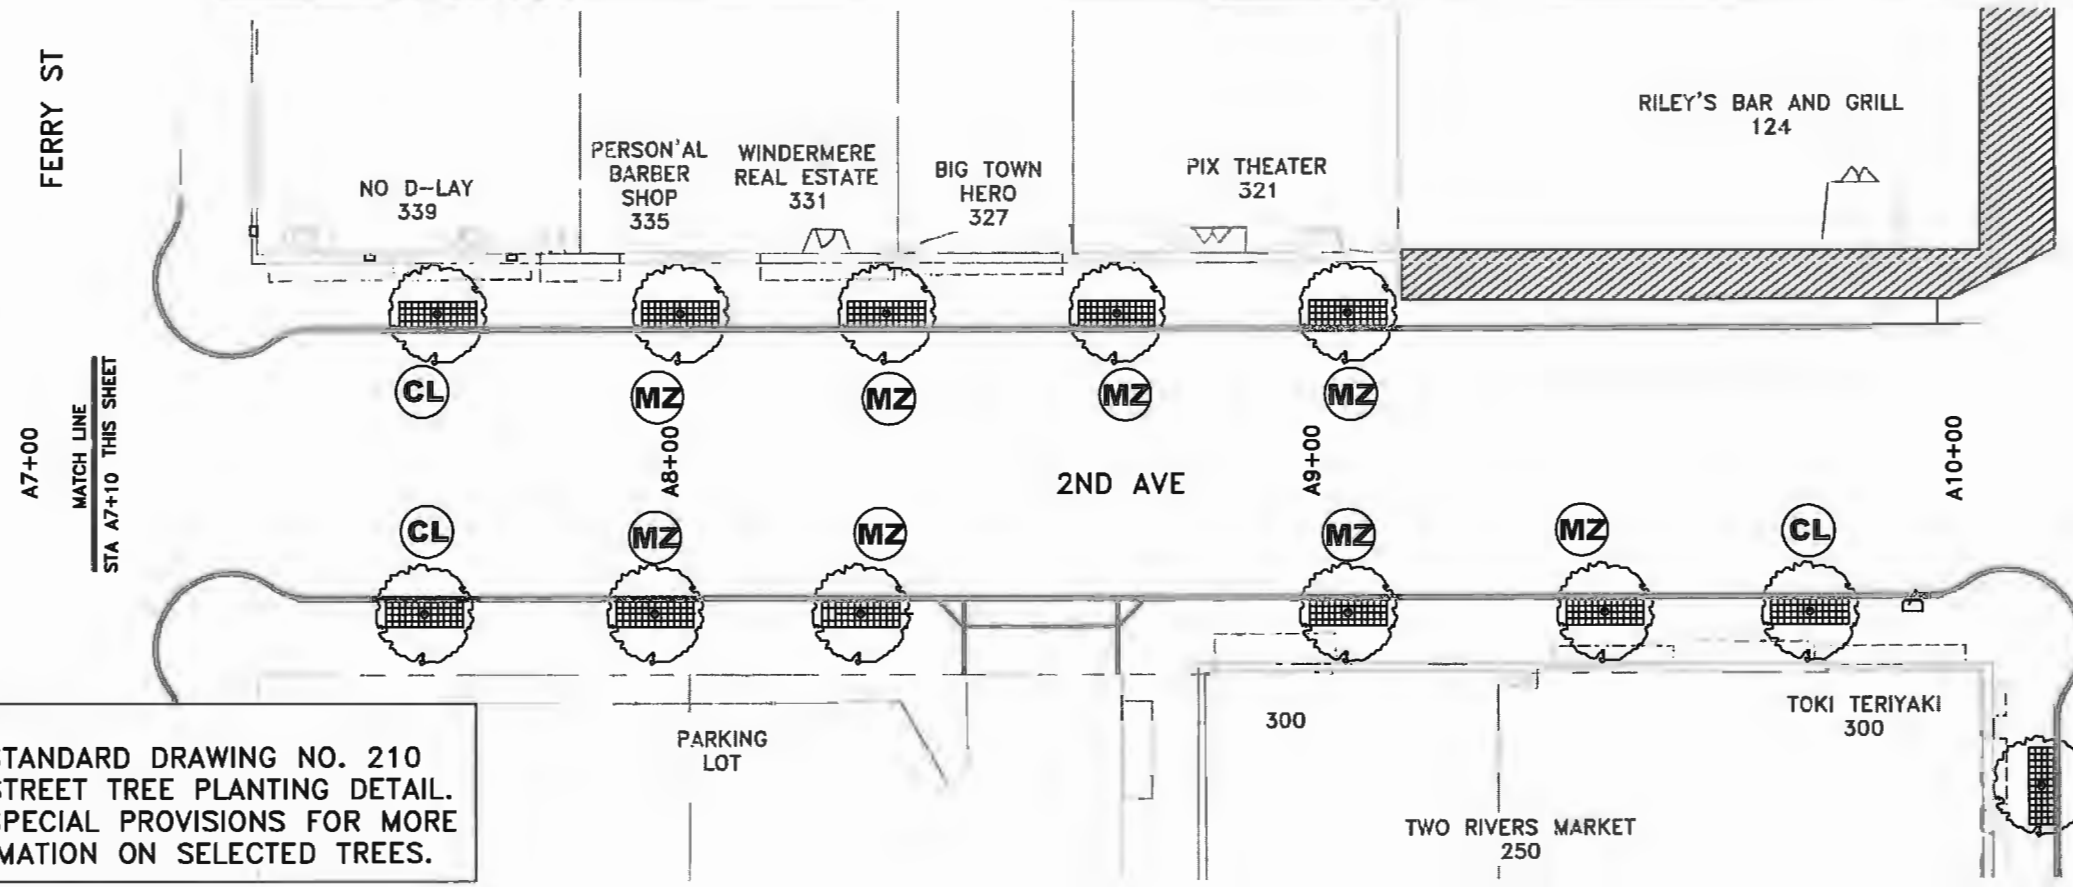 FERRY ST
NO D-LAY
339
PERSON'AL
BARBER
SHOP
335
WINDERMERE
REAL ESTATE
331
BIG TOWN
HERO
327
PIX THEATER
321
RILEY'S BAR AND GRILL
124
CL
MZ
MZ
MZ
MZ
A7+00
MATCH LINE
STA A7+10 THIS SHEET
A8+00
2ND AVE
A9+00
A10+00
CL
MZ
MZ
MZ
MZ
CL
PARKING
LOT
300
TOKI TERIYAKI
300
TWO RIVERS MARKET
250
STANDARD DRAWING NO. 210
STREET TREE PLANTING DETAIL.
SPECIAL PROVISIONS FOR MORE
MATION ON SELECTED TREES.